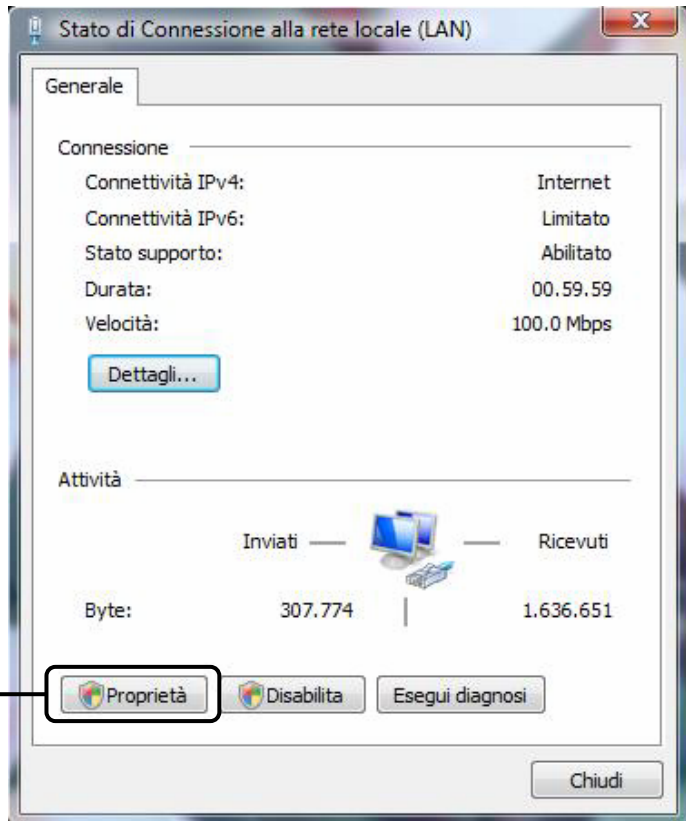 Stato di Connessione alla rete locale (LAN)
Generale
Connessione
Connettività IPv4: Internet
Connettività IPv6: Limitato
Stato supporto: Abilitato
Durata: 00.59.59
Velocità: 100.0 Mbps
Dettagli...
Attività
Inviati Ricevuti
Byte: 307.774 1.636.651
Proprietà Disabilita Esegui diagnosi
Chiudi